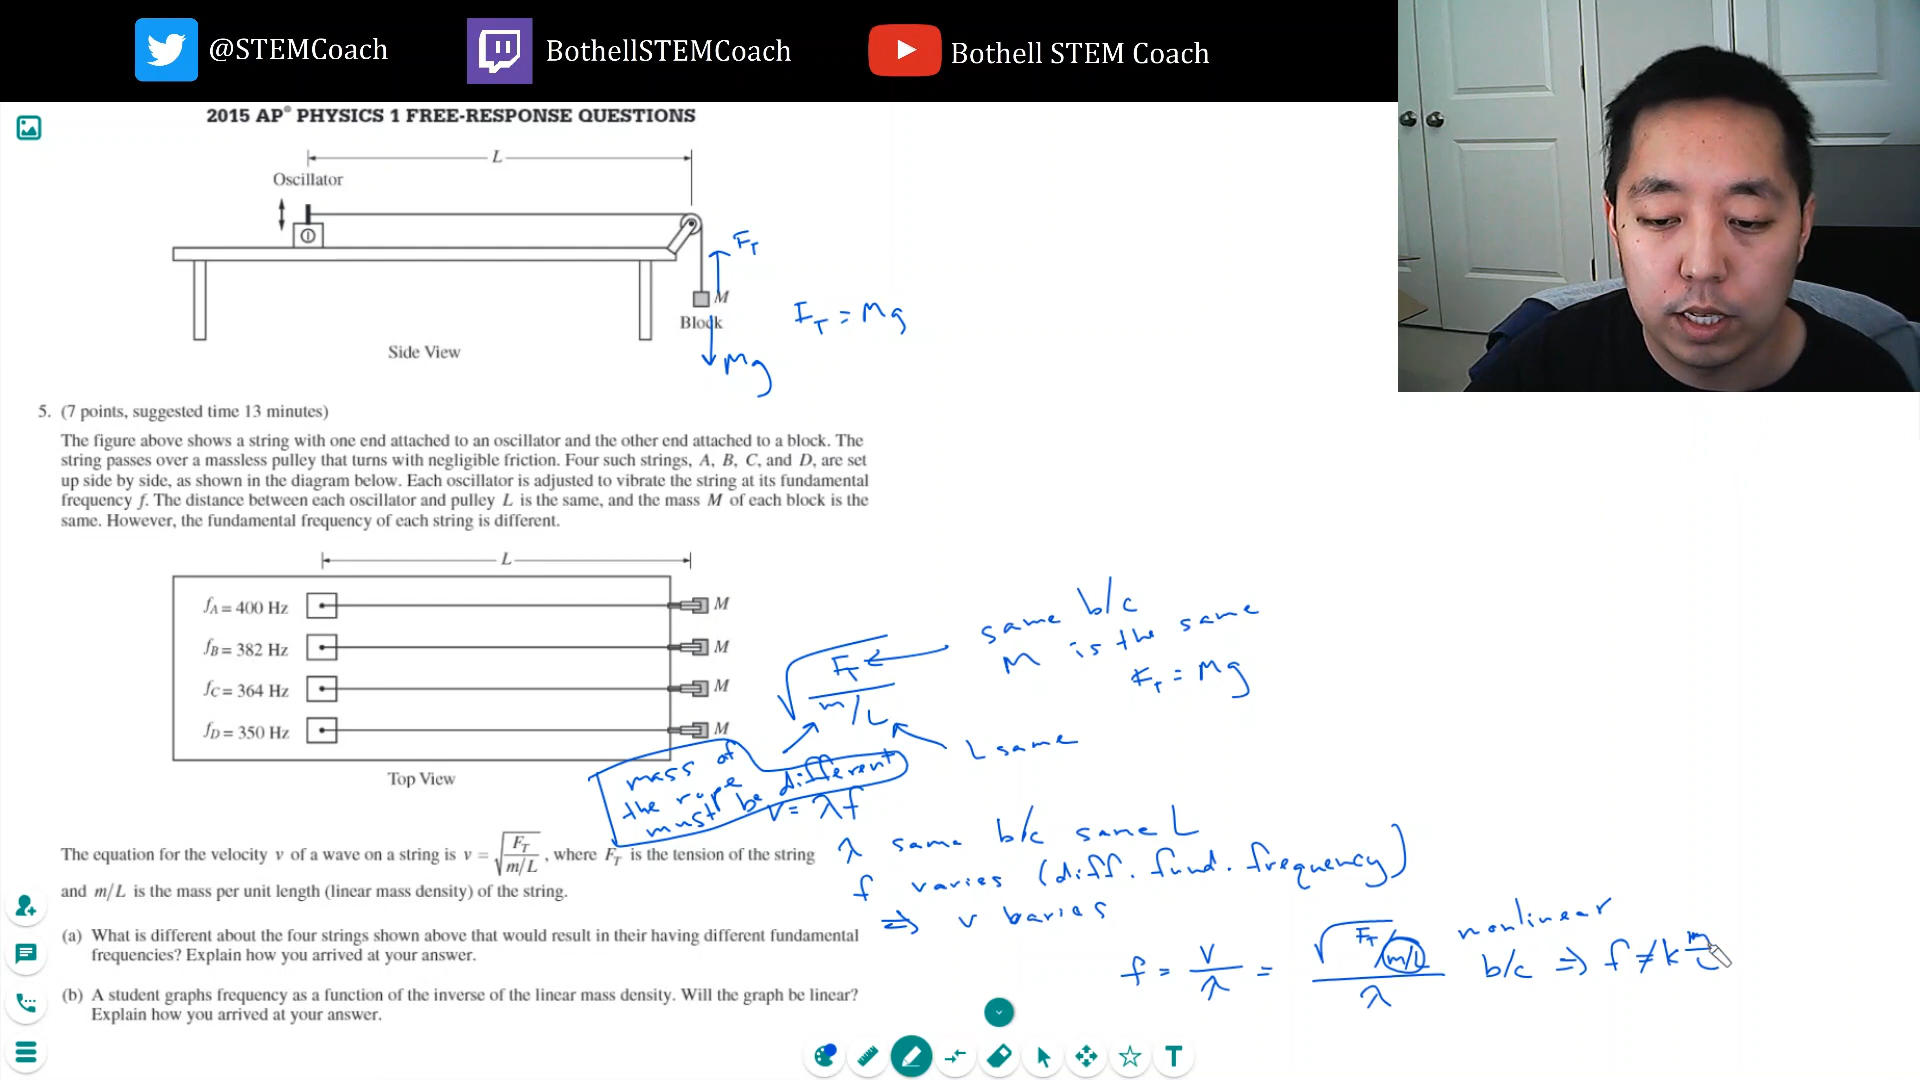 @STEMCoach
BothellSTEMCoach
Bothell STEM Coach
2015 AP® PHYSICS 1 FREE-RESPONSE QUESTIONS
L
Oscillator
F_T
M
Block
Mg
F_T = Mg
Side View
5. (7 points, suggested time 13 minutes)
The figure above shows a string with one end attached to an oscillator and the other end attached to a block. The
string passes over a massless pulley that turns with negligible friction. Four such strings, A, B, C, and D, are set
up side by side, as shown in the diagram below. Each oscillator is adjusted to vibrate the string at its fundamental
frequency f. The distance between each oscillator and pulley L is the same, and the mass M of each block is the
same. However, the fundamental frequency of each string is different.
L
f_A = 400 Hz M
f_B = 382 Hz M
f_C = 364 Hz M
f_D = 350 Hz M
Top View
√(F_T / (m/L))
same b/c
M is the same
F_T = Mg
L same
mass of
the rope
must be different
v = λf
λ same b/c same L
f varies (diff. fund. frequency)
⇒ v varies
The equation for the velocity v of a wave on a string is v = √(F_T / (m/L)), where F_T is the tension of the string
and m/L is the mass per unit length (linear mass density) of the string.
(a) What is different about the four strings shown above that would result in their having different fundamental
frequencies? Explain how you arrived at your answer.
(b) A student graphs frequency as a function of the inverse of the linear mass density. Will the graph be linear?
Explain how you arrived at your answer.
f = v/λ = √(F_T/(m/L)) / λ
nonlinear
b/c ⇒ f ≠ k m/L
T